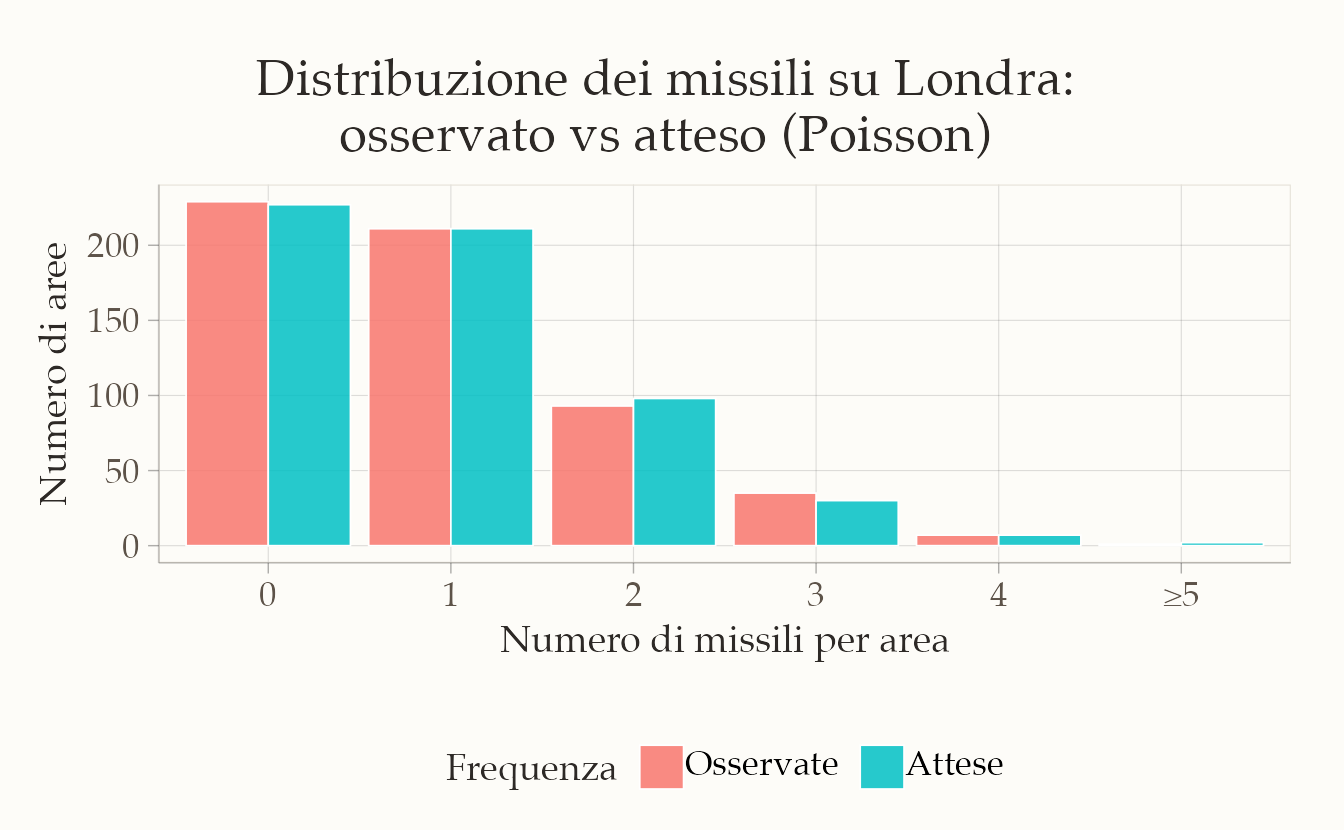 Distribuzione dei missili su Londra:
osservato vs atteso (Poisson)
Numero di aree
200
150
100
50
0
0 1 2 3 4 ≥5
Numero di missili per area
Frequenza Osservate Attese